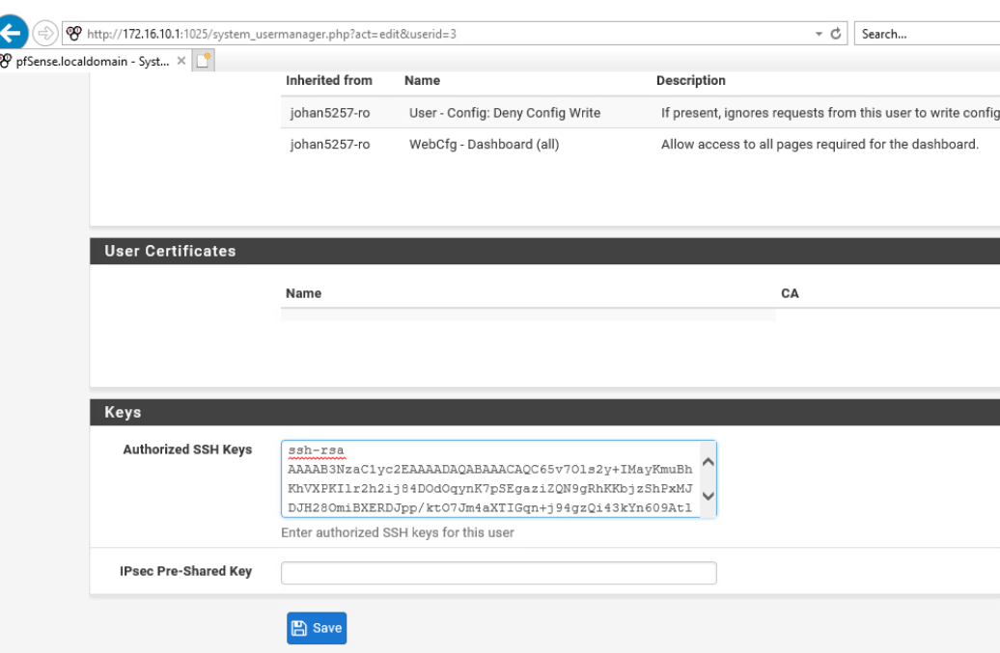 http://172.16.10.1:1025/system_usermanager.php?act=edit&userid=3
Search...
pfSense.localdomain - Syst...
Inherited from Name Description
johan5257-ro User - Config: Deny Config Write If present, ignores requests from this user to write config
johan5257-ro WebCfg - Dashboard (all) Allow access to all pages required for the dashboard.
User Certificates
Name CA
Keys
Authorized SSH Keys
ssh-rsa
AAAAB3NzaC1yc2EAAAADAQABAAACAQC65v7Ols2y+IMayKmuBh
KhVXPKIlr2h2ij84DOdOqynK7pSEgaziZQN9gRhKKbjzShPxMJ
DJH28OmiBXERDJpp/ktO7Jm4aXTIGqn+j94gzQi43kYn609Atl
Enter authorized SSH keys for this user
IPsec Pre-Shared Key
Save